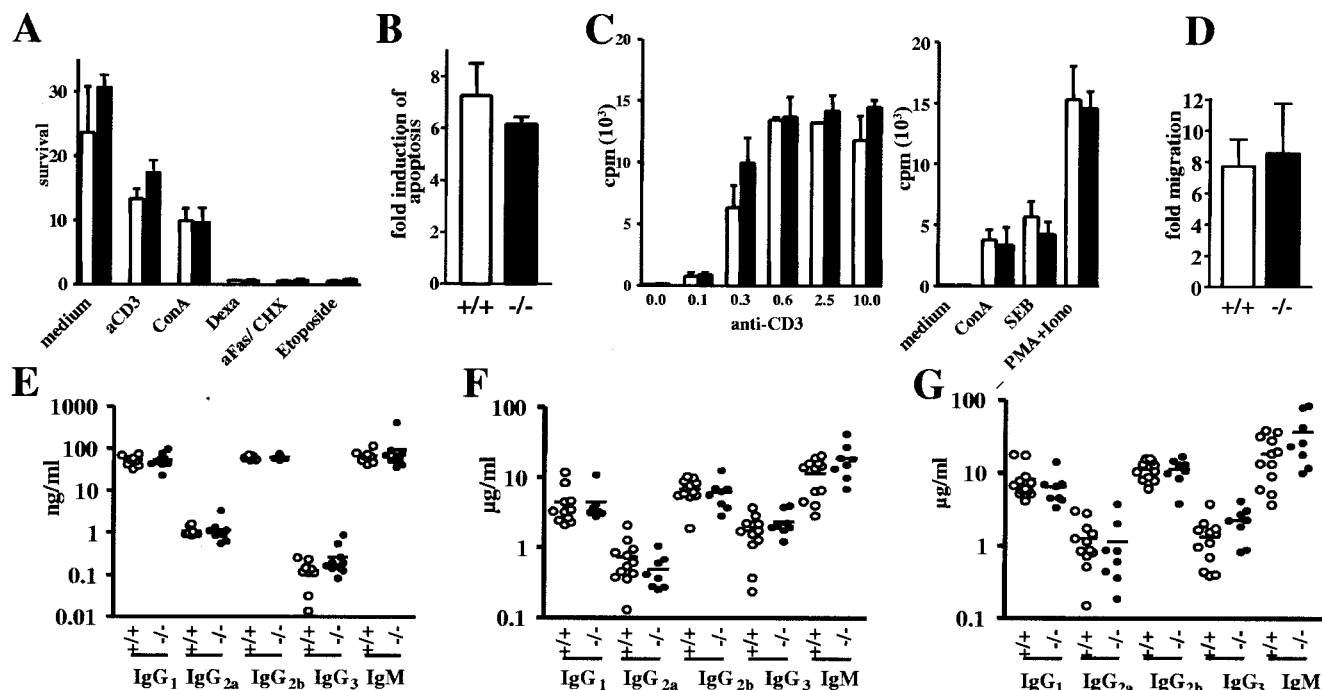 A
survival
30
20
10
0
medium
aCD3
ConA
Dexa
aFas/ CHX
Etoposide
B
fold induction of
apoptosis
8
6
4
2
0
+/+ -/-
C
cpm (10³)
20
15
10
5
0
0.0 0.1 0.3 0.6 2.5 10.0
anti-CD3
cpm (10³)
20
15
10
5
0
medium
ConA
SEB
PMA+Iono
D
fold migration
12
10
8
6
4
2
0
+/+ -/-
E
ng/ml
1000
100
10
1
0.1
0.01
+/+ -/- +/+ -/- +/+ -/- +/+ -/- +/+ -/-
IgG₁ IgG₂ₐ IgG₂b IgG₃ IgM
F
µg/ml
100
10
1
0.1
+/+ -/- +/+ -/- +/+ -/- +/+ -/- +/+ -/-
IgG₁ IgG₂ₐ IgG₂b IgG₃ IgM
G
µg/ml
100
10
1
0.1
+/+ -/- +/+ -/- +/+ -/- +/+ -/- +/+ -/-
IgG₁ IgG₂ₐ IgG₂b IgG₃ IgM